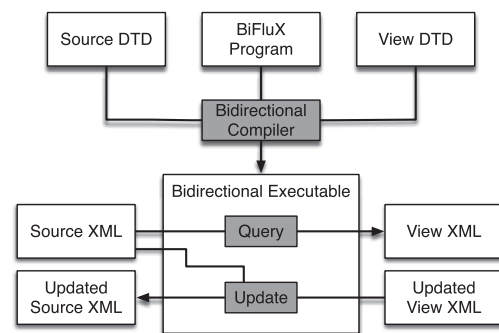 Source DTD
BiFluX
Program
View DTD
Bidirectional
Compiler
Bidirectional Executable
Source XML
Query
View XML
Updated
Source XML
Update
Updated
View XML